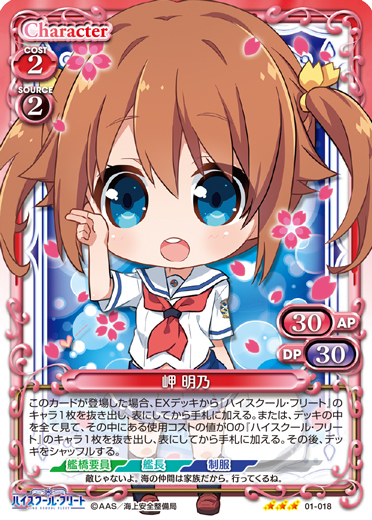 Character
COST
2
SOURCE
2
30 AP
DP 30
岬 明乃
このカードが登場した場合、EXデッキから『ハイスクール・フリート』の
キャラ1枚を抜き出し、表にしてから手札に加える。または、デッキの中
を全て見て、その中にある使用コストの値が0の『ハイスクール・フリー
ト』のキャラ1枚を抜き出し、表にしてから手札に加える。その後、デッ
キをシャッフルする。
艦橋要員 艦長 制服
敵じゃないよ。海の仲間は家族だから。行ってくるね。
ハイスクール・フリート
HIGH SCHOOL FLEET
©AAS/海上安全整備局
01-018